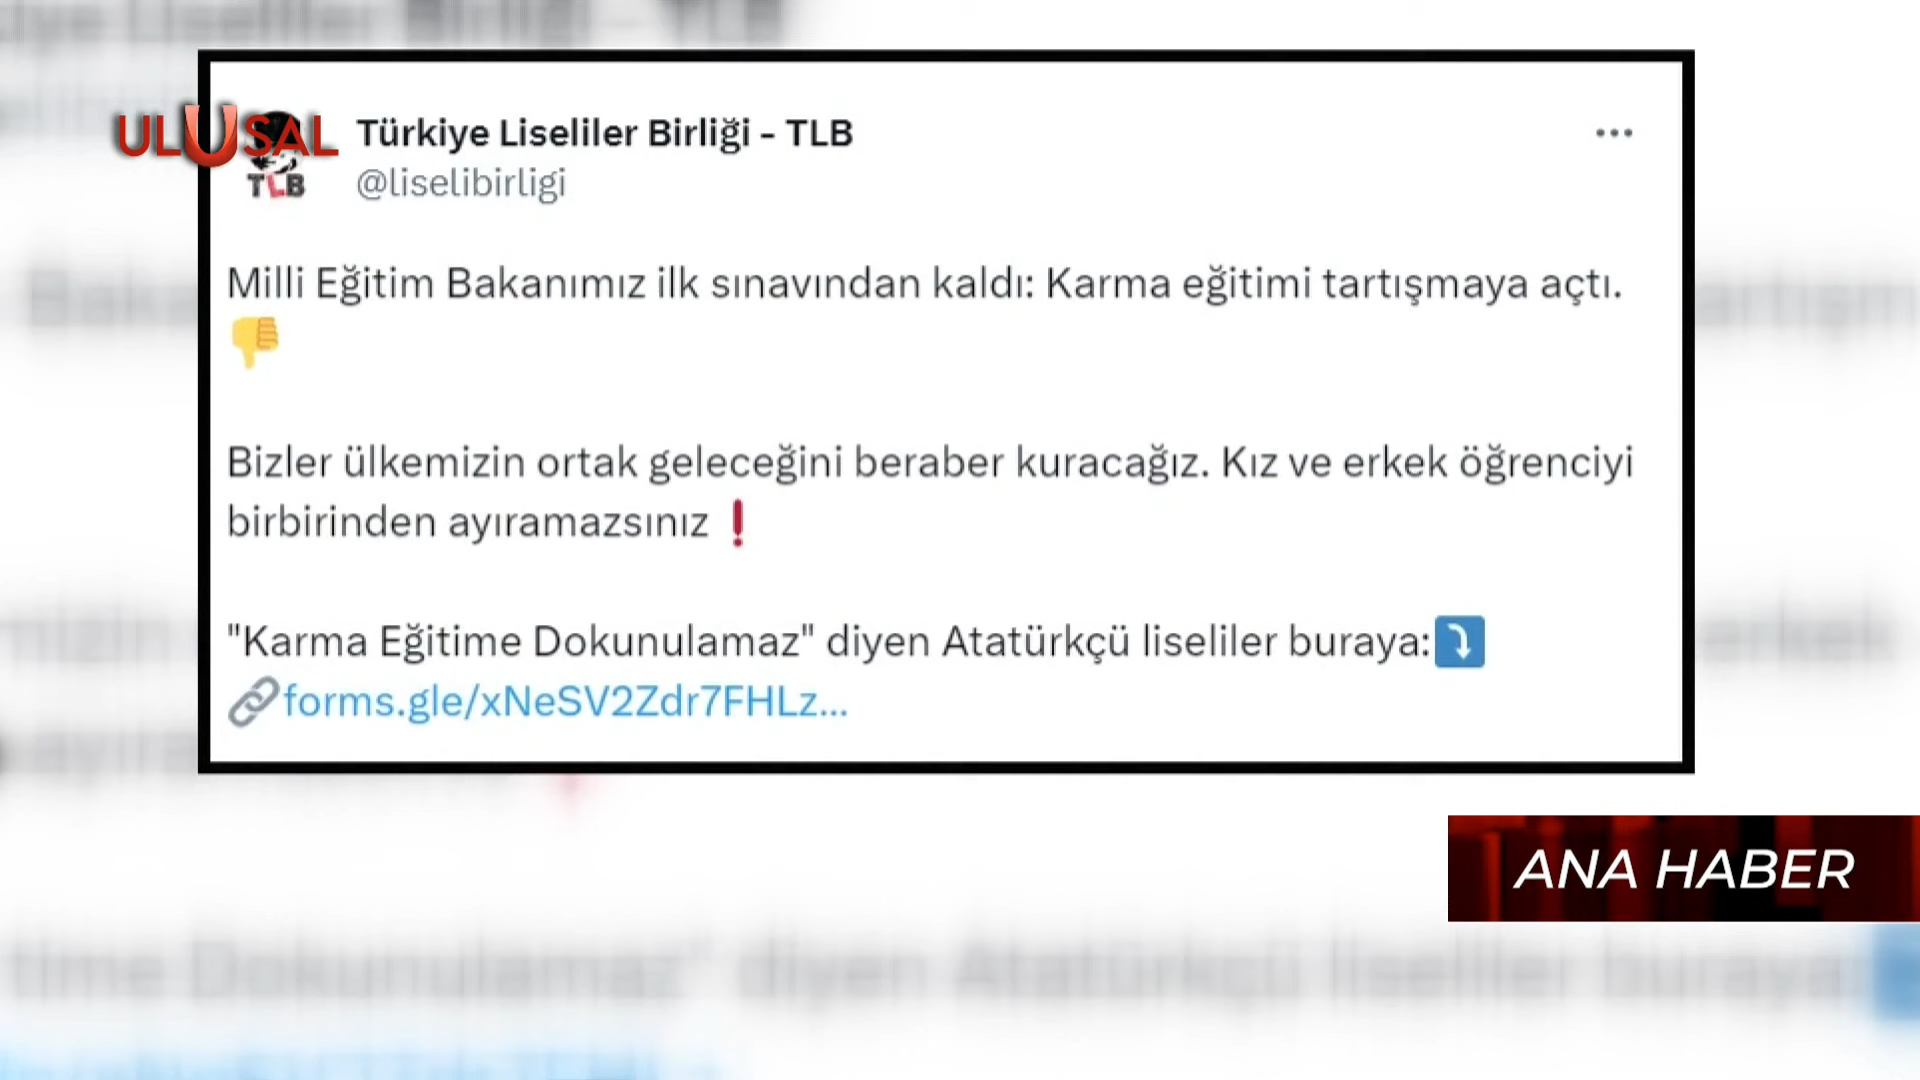 ULUSAL
TLB
Türkiye Liseliler Birliği - TLB
@liselibirligi
Milli Eğitim Bakanımız ilk sınavından kaldı: Karma eğitimi tartışmaya açtı.
👎
Bizler ülkemizin ortak geleceğini beraber kuracağız. Kız ve erkek öğrenciyi
birbirinden ayıramazsınız❗
"Karma Eğitime Dokunulamaz" diyen Atatürkçü liseliler buraya:⤵️
🔗forms.gle/xNeSV2Zdr7FHLz...
ANA HABER